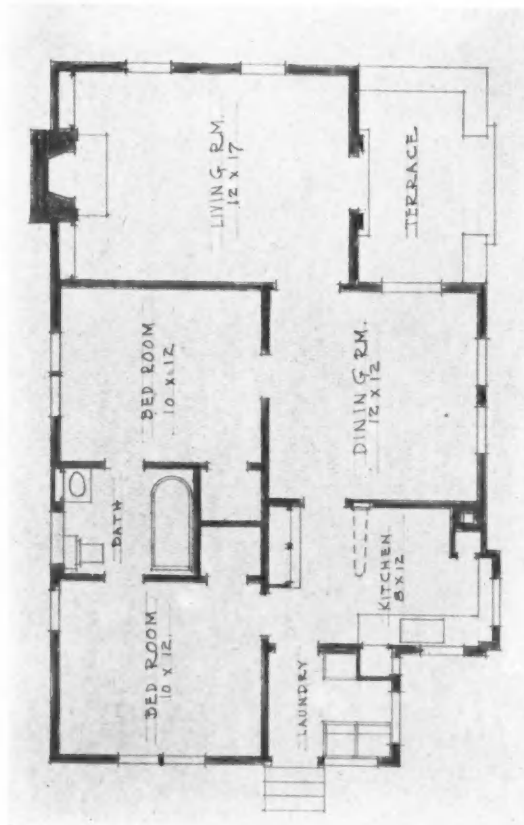 LIVING RM.
12 X 17
TERRACE
BED ROOM
10 X 12
DINING RM.
12 X 12
BATH
KITCHEN
8 X 12
BED ROOM
10 X 12
LAUNDRY